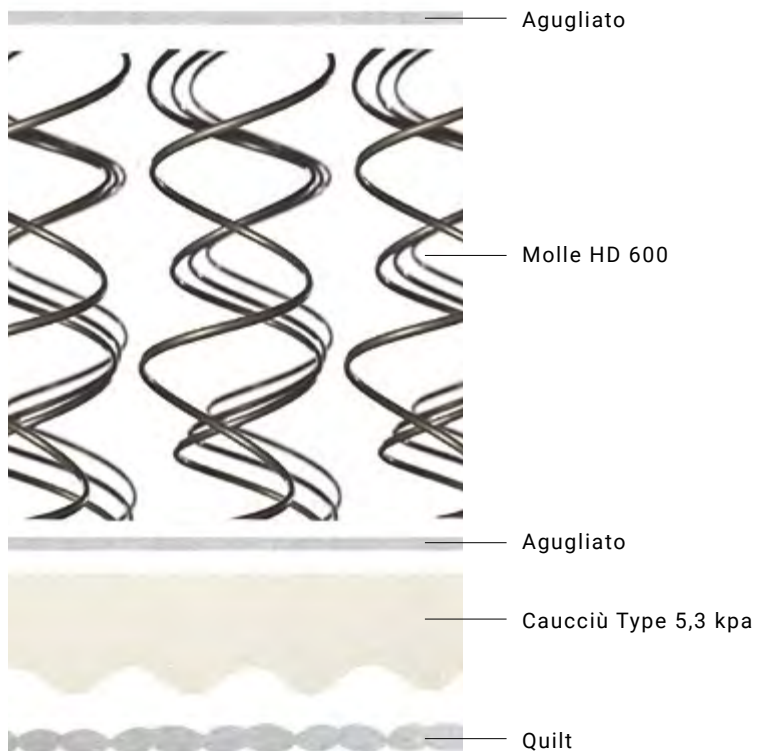 Agugliato
Molle HD 600
Agugliato
Caucciù Type 5,3 kpa
Quilt